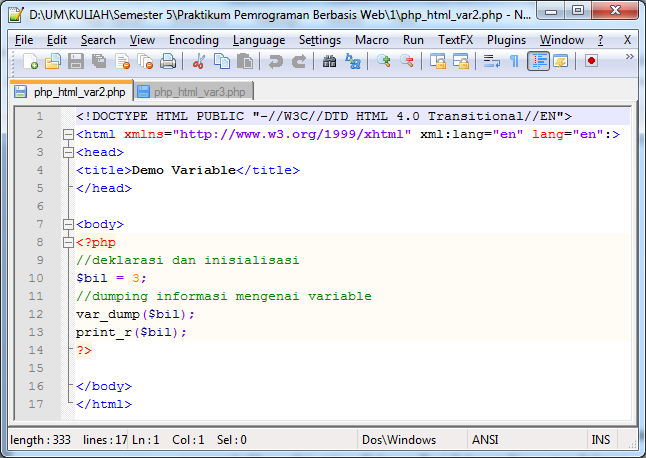 D:\UM\KULIAH\Semester 5\Praktikum Pemrograman Berbasis Web\1\php_html_var2.php - N...
File Edit Search View Encoding Language Settings Macro Run TextFX Plugins Window ? X
php_html_var2.php php_html_var3.php
1 <!DOCTYPE HTML PUBLIC "-//W3C//DTD HTML 4.0 Transitional//EN">
2 <html xmlns="http://www.w3.org/1999/xhtml" xml:lang="en" lang="en":>
3 <head>
4 <title>Demo Variable</title>
5 </head>
6
7 <body>
8 <?php
9 //deklarasi dan inisialisasi
10 $bil = 3;
11 //dumping informasi mengenai variable
12 var_dump($bil);
13 print_r($bil);
14 ?>
15
16 </body>
17 </html>
length : 333 lines : 17 Ln : 1 Col : 1 Sel : 0 Dos\Windows ANSI INS